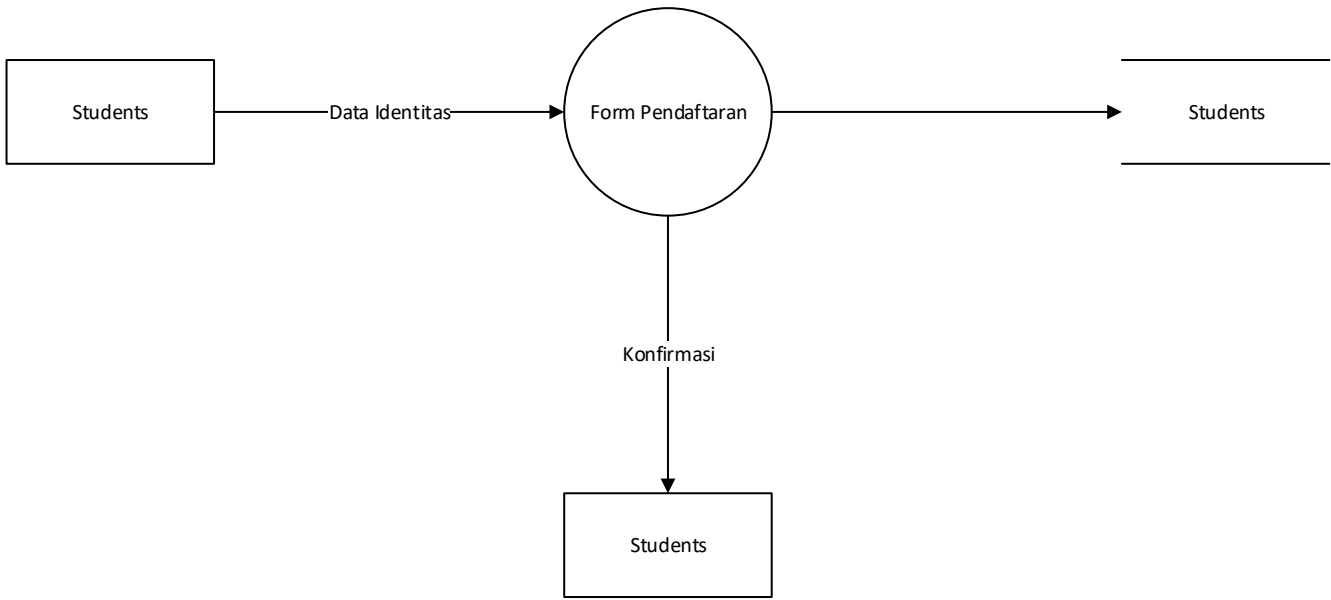 Students
Data Identitas
Form Pendaftaran
Students
Konfirmasi
Students